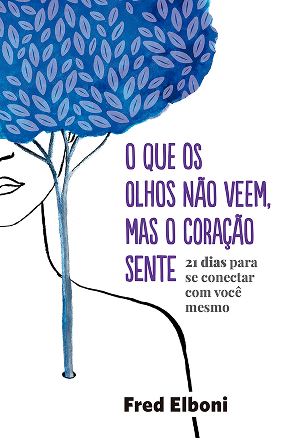 O QUE OS
OLHOS NÃO VEEM,
MAS O CORAÇÃO
SENTE
21 dias para
se conectar
com você
mesmo
Fred Elboni